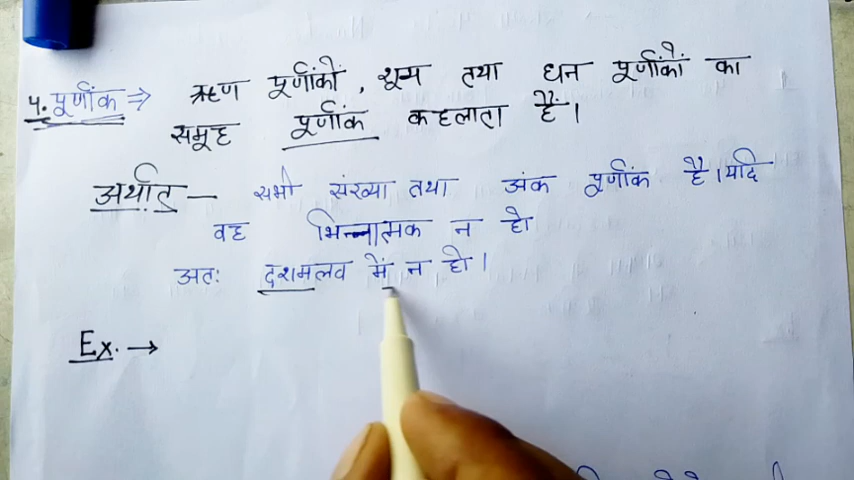 4. पूर्णांक ⇒ ऋण पूर्णांकों, शून्य तथा धन पूर्णांकों का
समूह पूर्णांक कहलाता है।
अर्थात् — सभी संख्या तथा अंक पूर्णांक है। यदि
वह भिन्नात्मक न हो
अतः दशमलव में न हो।
Ex. →